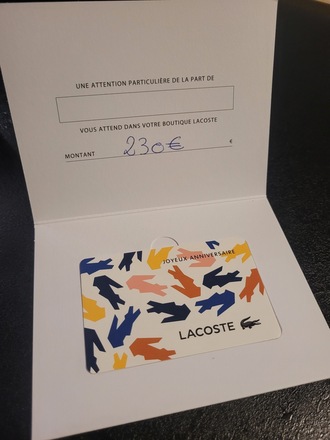 UNE ATTENTION PARTICULIÈRE DE LA PART DE
VOUS ATTEND DANS VOTRE BOUTIQUE LACOSTE
MONTANT 230€ €
JOYEUX ANNIVERSAIRE
LACOSTE